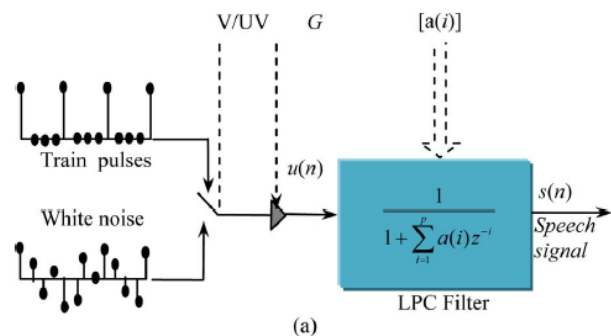 V/UV G [a(i)]
Train pulses
u(n)
White noise
1
1 + ∑ a(i)z⁻ⁱ
p
i=1
s(n)
Speech
signal
LPC Filter
(a)